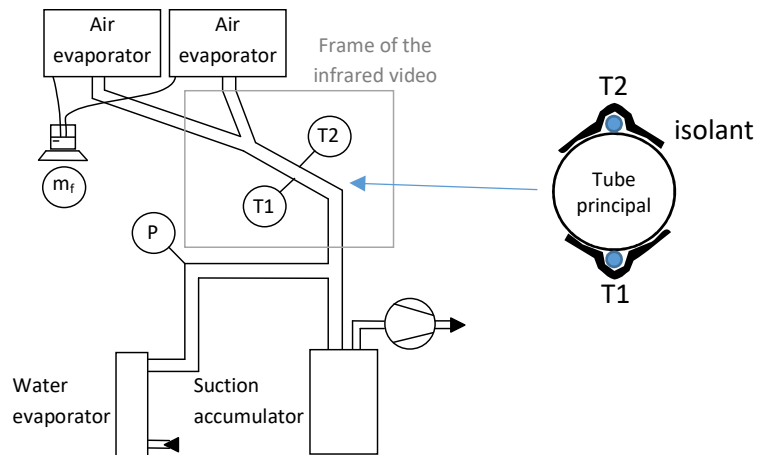 Air
evaporator
Air
evaporator
Frame of the
infrared video
T2
T1
m_f
P
Water
evaporator
Suction
accumulator
T2
isolant
Tube
principal
T1